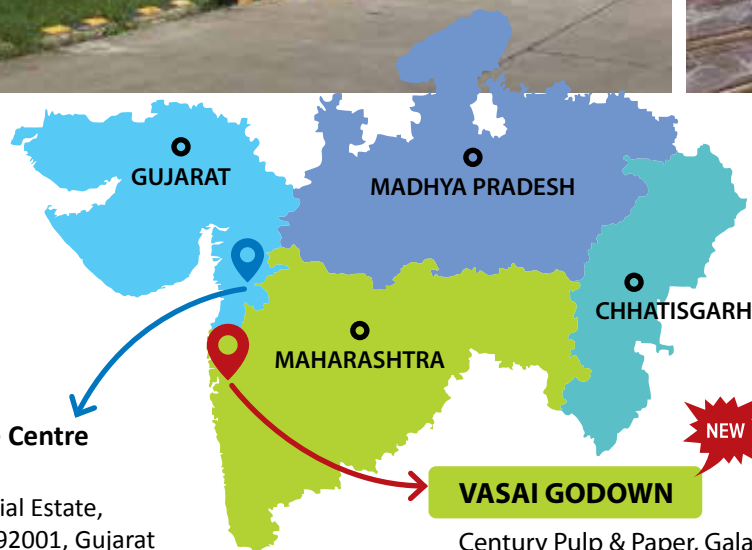 GUJARAT
MADHYA PRADESH
CHHATISGARH
MAHARASHTRA
Centre
ial Estate,
92001, Gujarat
NEW
VASAI GODOWN
Century Pulp & Paper, Gala